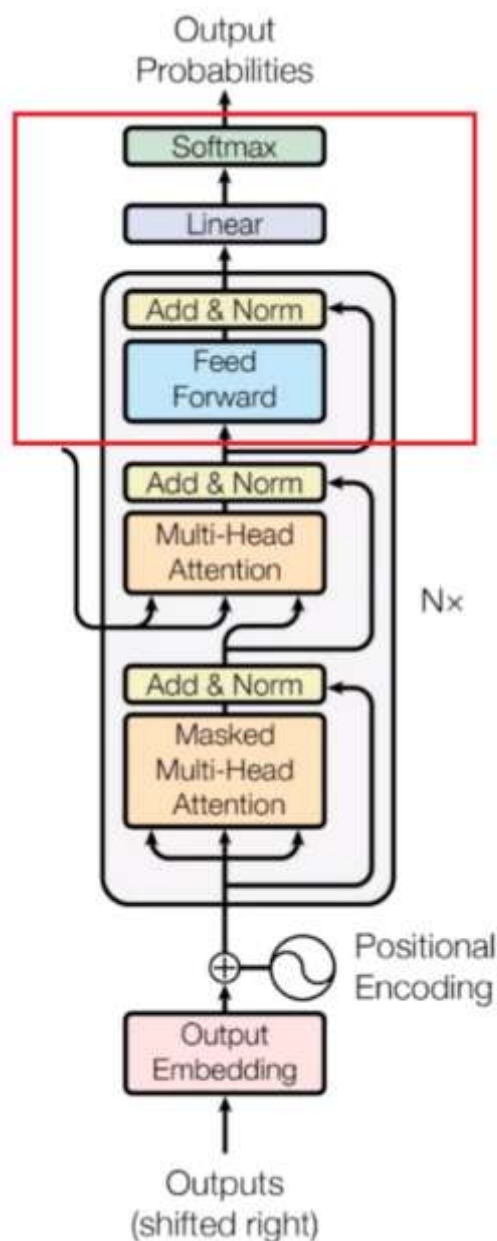 Output
Probabilities
Softmax
Linear
Add & Norm
Feed
Forward
Add & Norm
Multi-Head
Attention
N×
Add & Norm
Masked
Multi-Head
Attention
Positional
Encoding
Output
Embedding
Outputs
(shifted right)